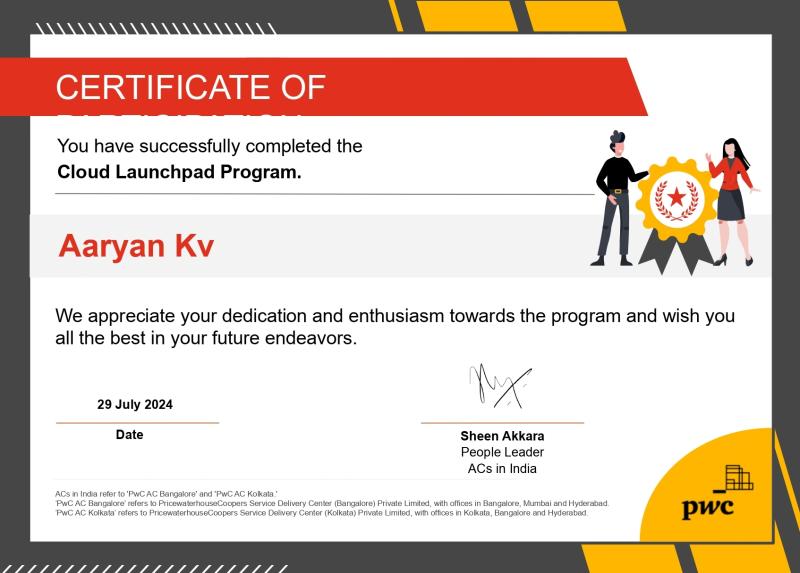 CERTIFICATE OF
PARTICIPATION
You have successfully completed the
Cloud Launchpad Program.
Aaryan Kv
We appreciate your dedication and enthusiasm towards the program and wish you
all the best in your future endeavors.
29 July 2024
Date
Sheen Akkara
People Leader
ACs in India
ACs in India refer to 'PwC AC Bangalore' and 'PwC AC Kolkata.'
'PwC AC Bangalore' refers to PricewaterhouseCoopers Service Delivery Center (Bangalore) Private Limited, with offices in Bangalore, Mumbai and Hyderabad.
'PwC AC Kolkata' refers to PricewaterhouseCoopers Service Delivery Center (Kolkata) Private Limited, with offices in Kolkata, Bangalore and Hyderabad.
pwc